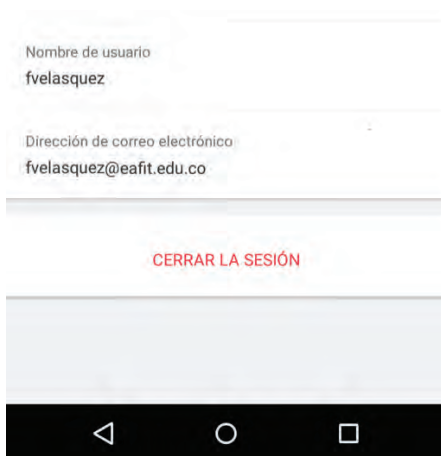 Nombre de usuario
fvelasquez
Dirección de correo electrónico
fvelasquez@eafit.edu.co
CERRAR LA SESIÓN